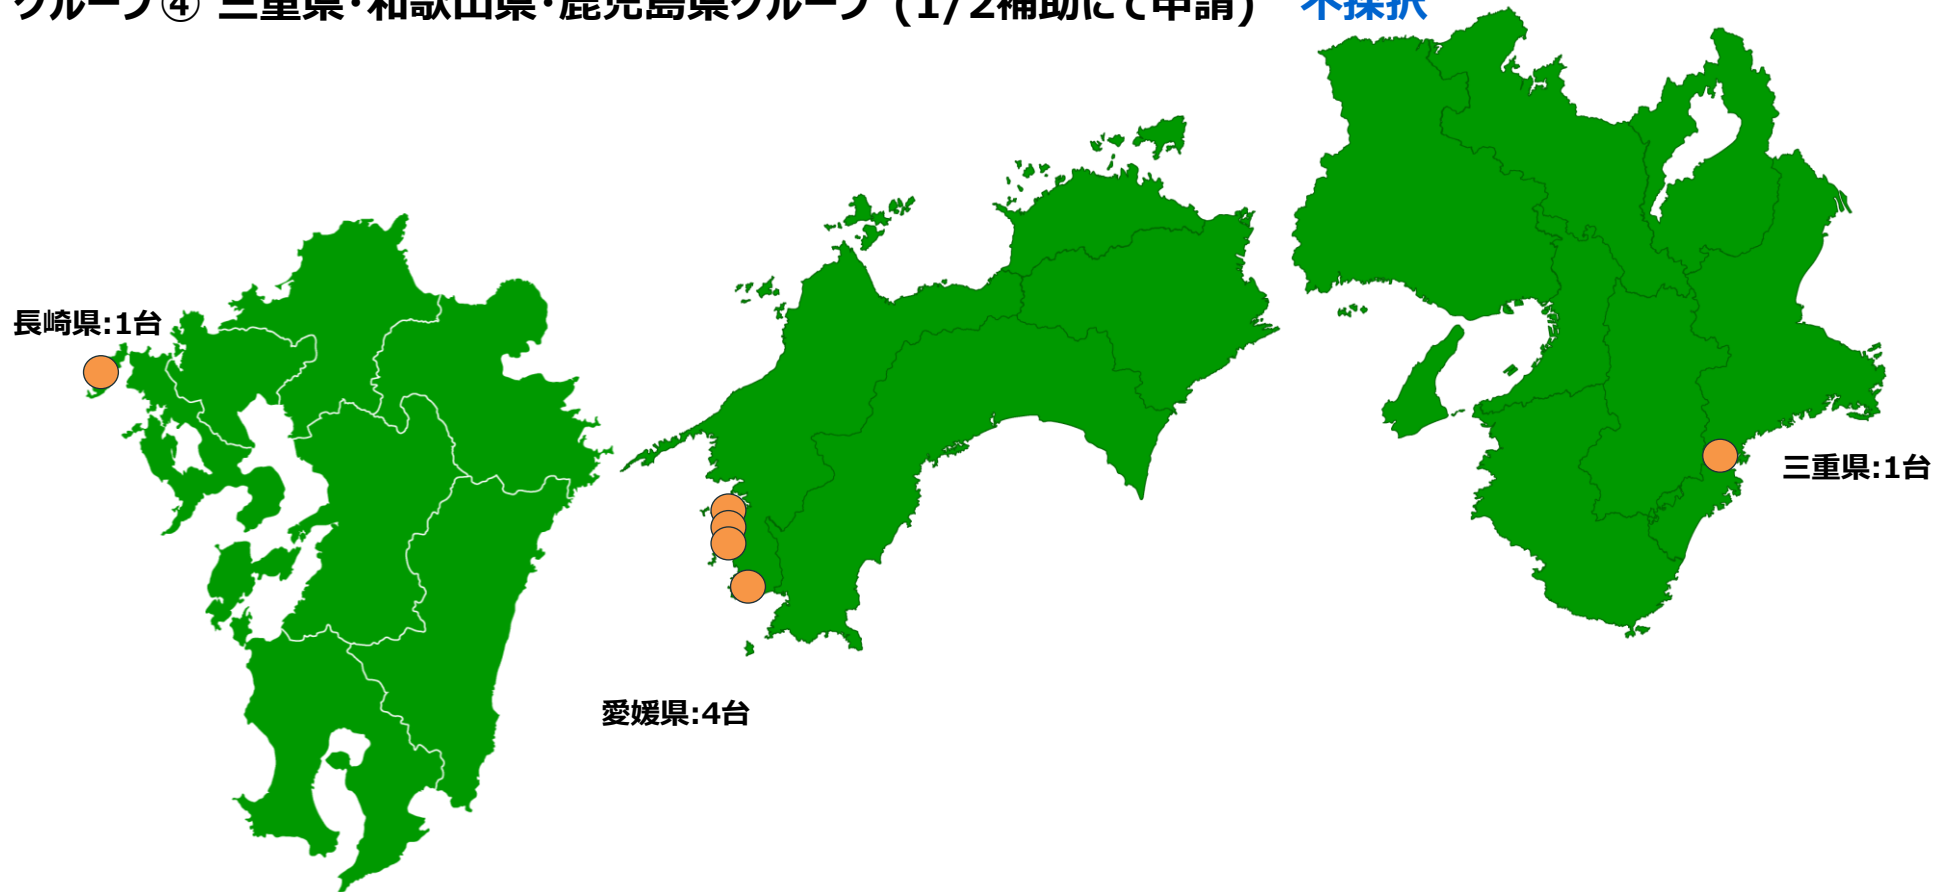 グループ④ 三重県・和歌山県・鹿児島県グループ (1/2補助にて申請) 不採択
長崎県:1台
三重県:1台
愛媛県:4台